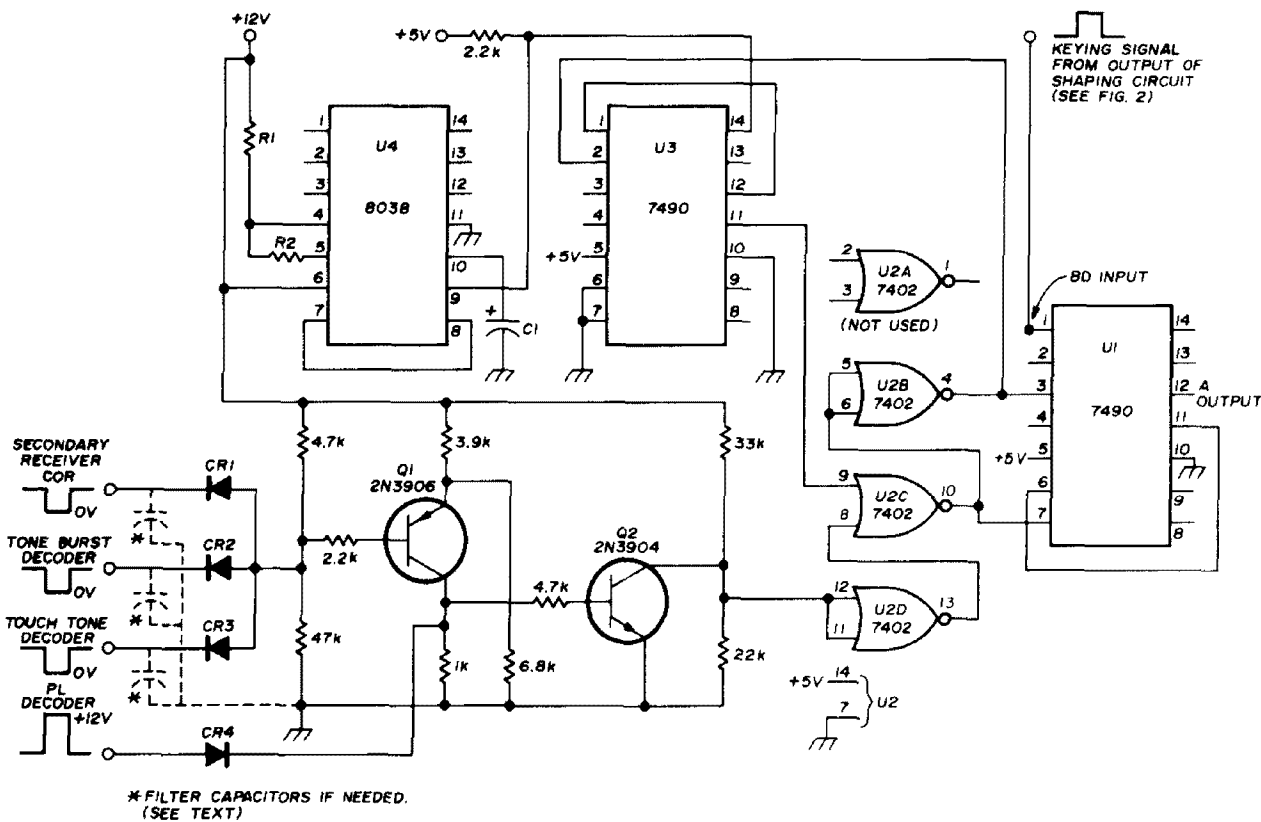 +12V
+5V
2.2k
KEYING SIGNAL
FROM OUTPUT OF
SHAPING CIRCUIT
(SEE FIG. 2)
R1
R2
1
2
3
4
5
6
7
U4
8038
14
13
12
11
10
9
8
C1
+
1
2
3
4
+5V 5
6
7
U3
7490
14
13
12
11
10
9
8
2
3
U2A
7402
1
(NOT USED)
5
6
U2B
7402
4
9
8
U2C
7402
10
12
11
U2D
7402
13
+5V 14
7
U2
BD INPUT
1
2
3
4
+5V 5
6
7
U1
7490
14
13
12 A
OUTPUT
11
10
9
8
SECONDARY
RECEIVER
COR
0V
TONE BURST
DECODER
0V
TOUCH TONE
DECODER
0V
PL
DECODER
+12V
*
*
*
CR1
CR2
CR3
CR4
4.7k
47k
2.2k
Q1
2N3906
3.9k
1k
6.8k
4.7k
Q2
2N3904
33k
22k
*FILTER CAPACITORS IF NEEDED.
(SEE TEXT)